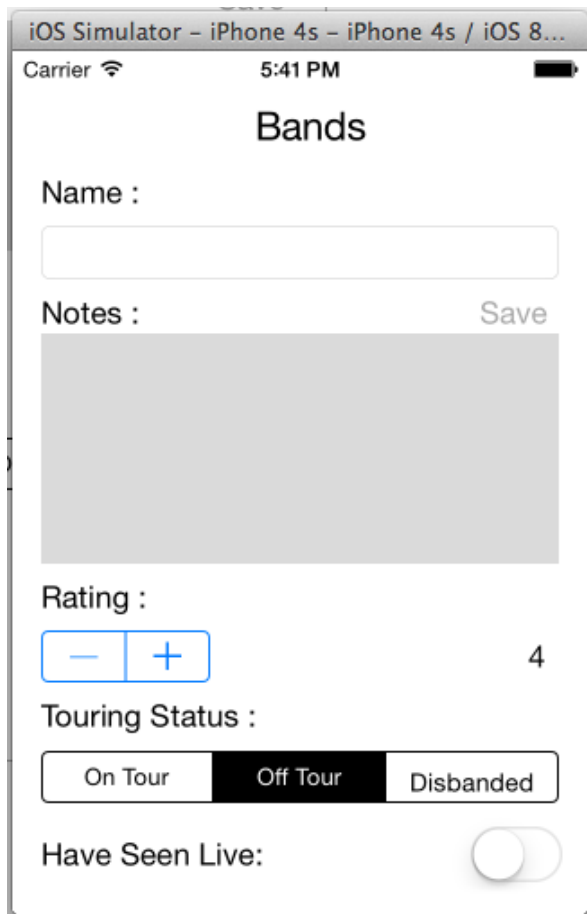 iOS Simulator – iPhone 4s – iPhone 4s / iOS 8...
Carrier 5:41 PM
Bands
Name :
Notes : Save
Rating :
− + 4
Touring Status :
On Tour Off Tour Disbanded
Have Seen Live: